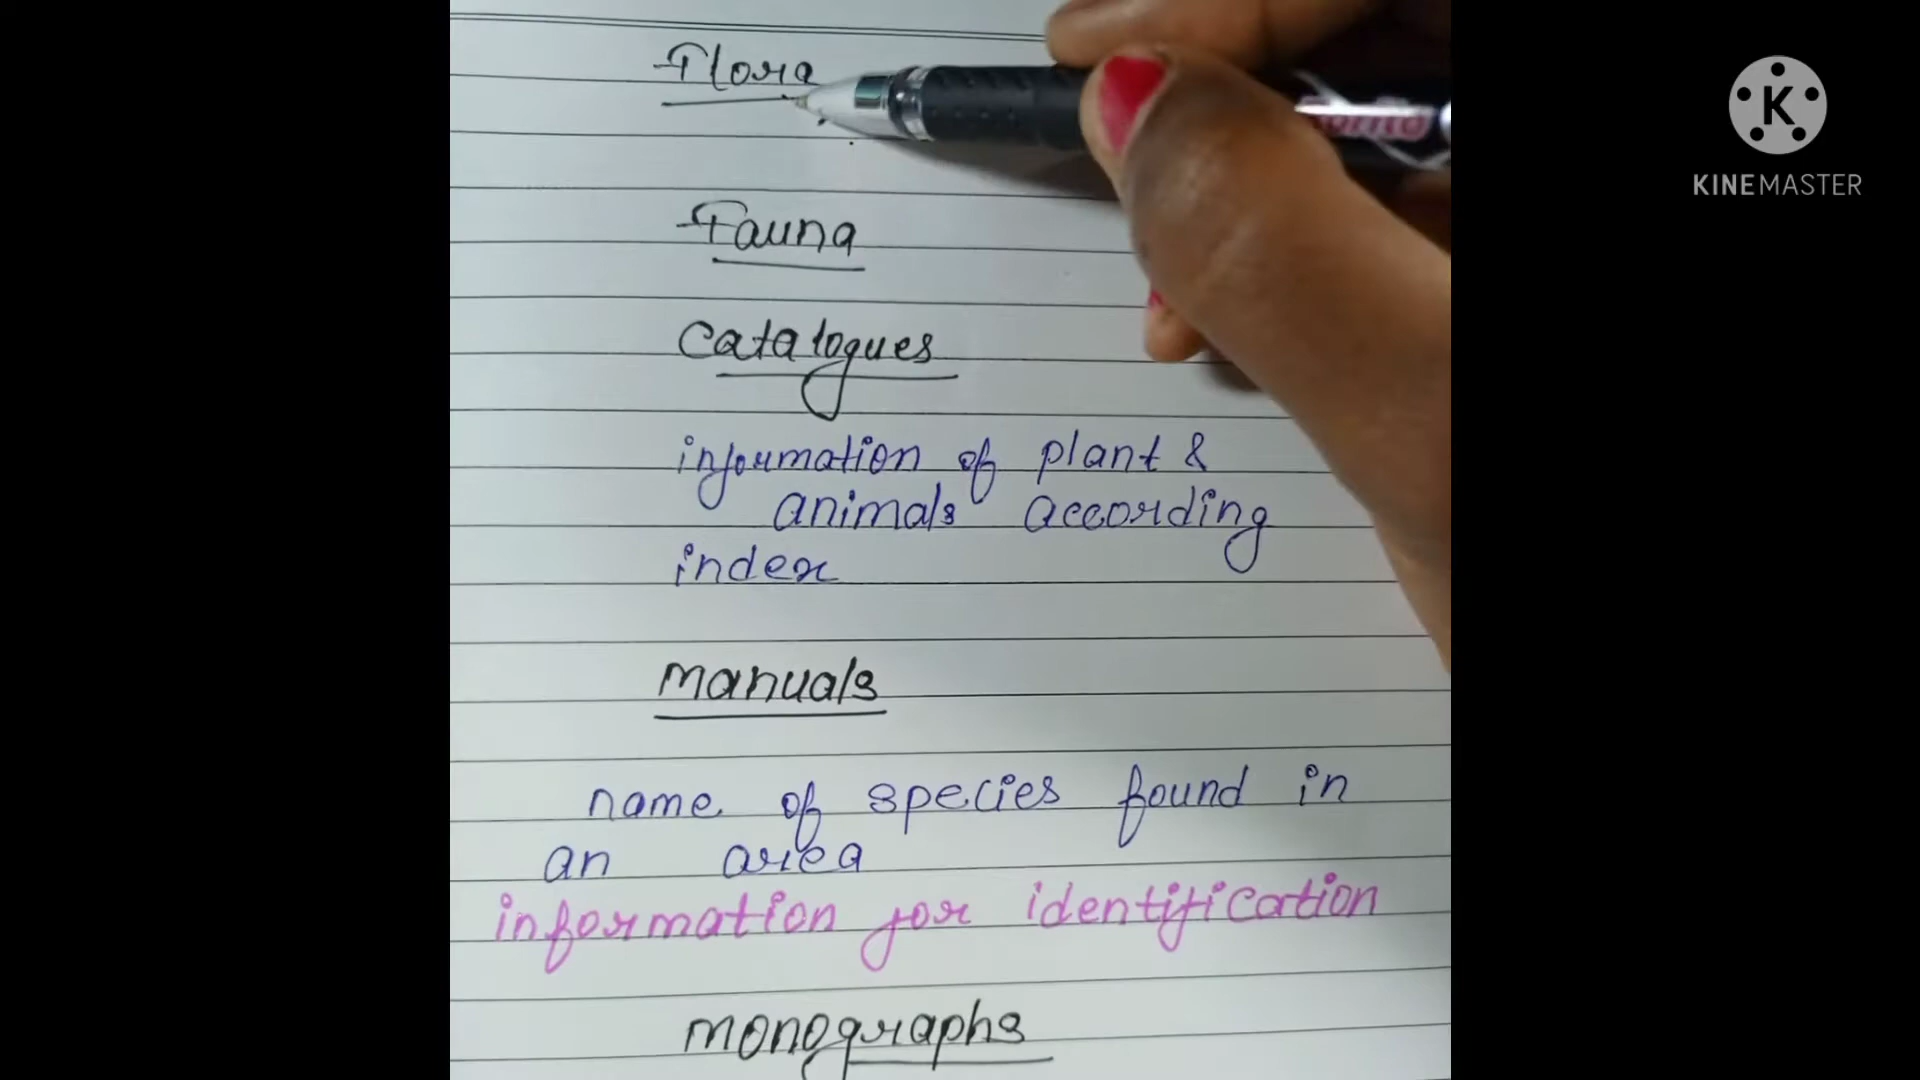 Flora
Fauna
Catalogues
information of plant &
animals according
index
Manuals
name of species found in
an area
information for identification
Monographs
K
KINEMASTER